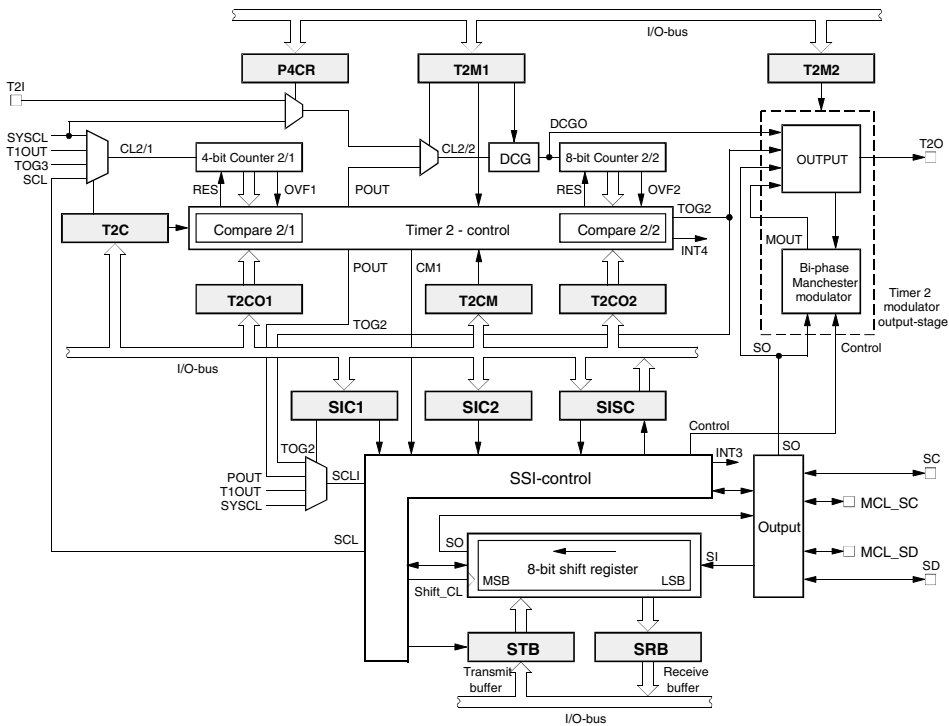 I/O-bus
P4CR
T2M1
T2M2
T2I
DCGO
SYSCL
T1OUT
TOG3
SCL
CL2/1
4-bit Counter 2/1
CL2/2
DCG
8-bit Counter 2/2
OUTPUT
T2O
RES
OVF1
POUT
RES
OVF2
TOG2
T2C
Compare 2/1
Timer 2 - control
Compare 2/2
INT4
MOUT
POUT
CM1
Bi-phase
Manchester
modulator
T2CO1
T2CM
T2CO2
Timer 2
modulator
output-stage
TOG2
SO
Control
I/O-bus
SIC1
SIC2
SISC
Control
TOG2
SO
INT3
POUT
T1OUT
SYSCL
SCLI
SSI-control
SC
MCL_SC
Output
SCL
SO
SI
MCL_SD
8-bit shift register
SD
MSB
LSB
Shift_CL
STB
SRB
Transmit
buffer
Receive
buffer
I/O-bus